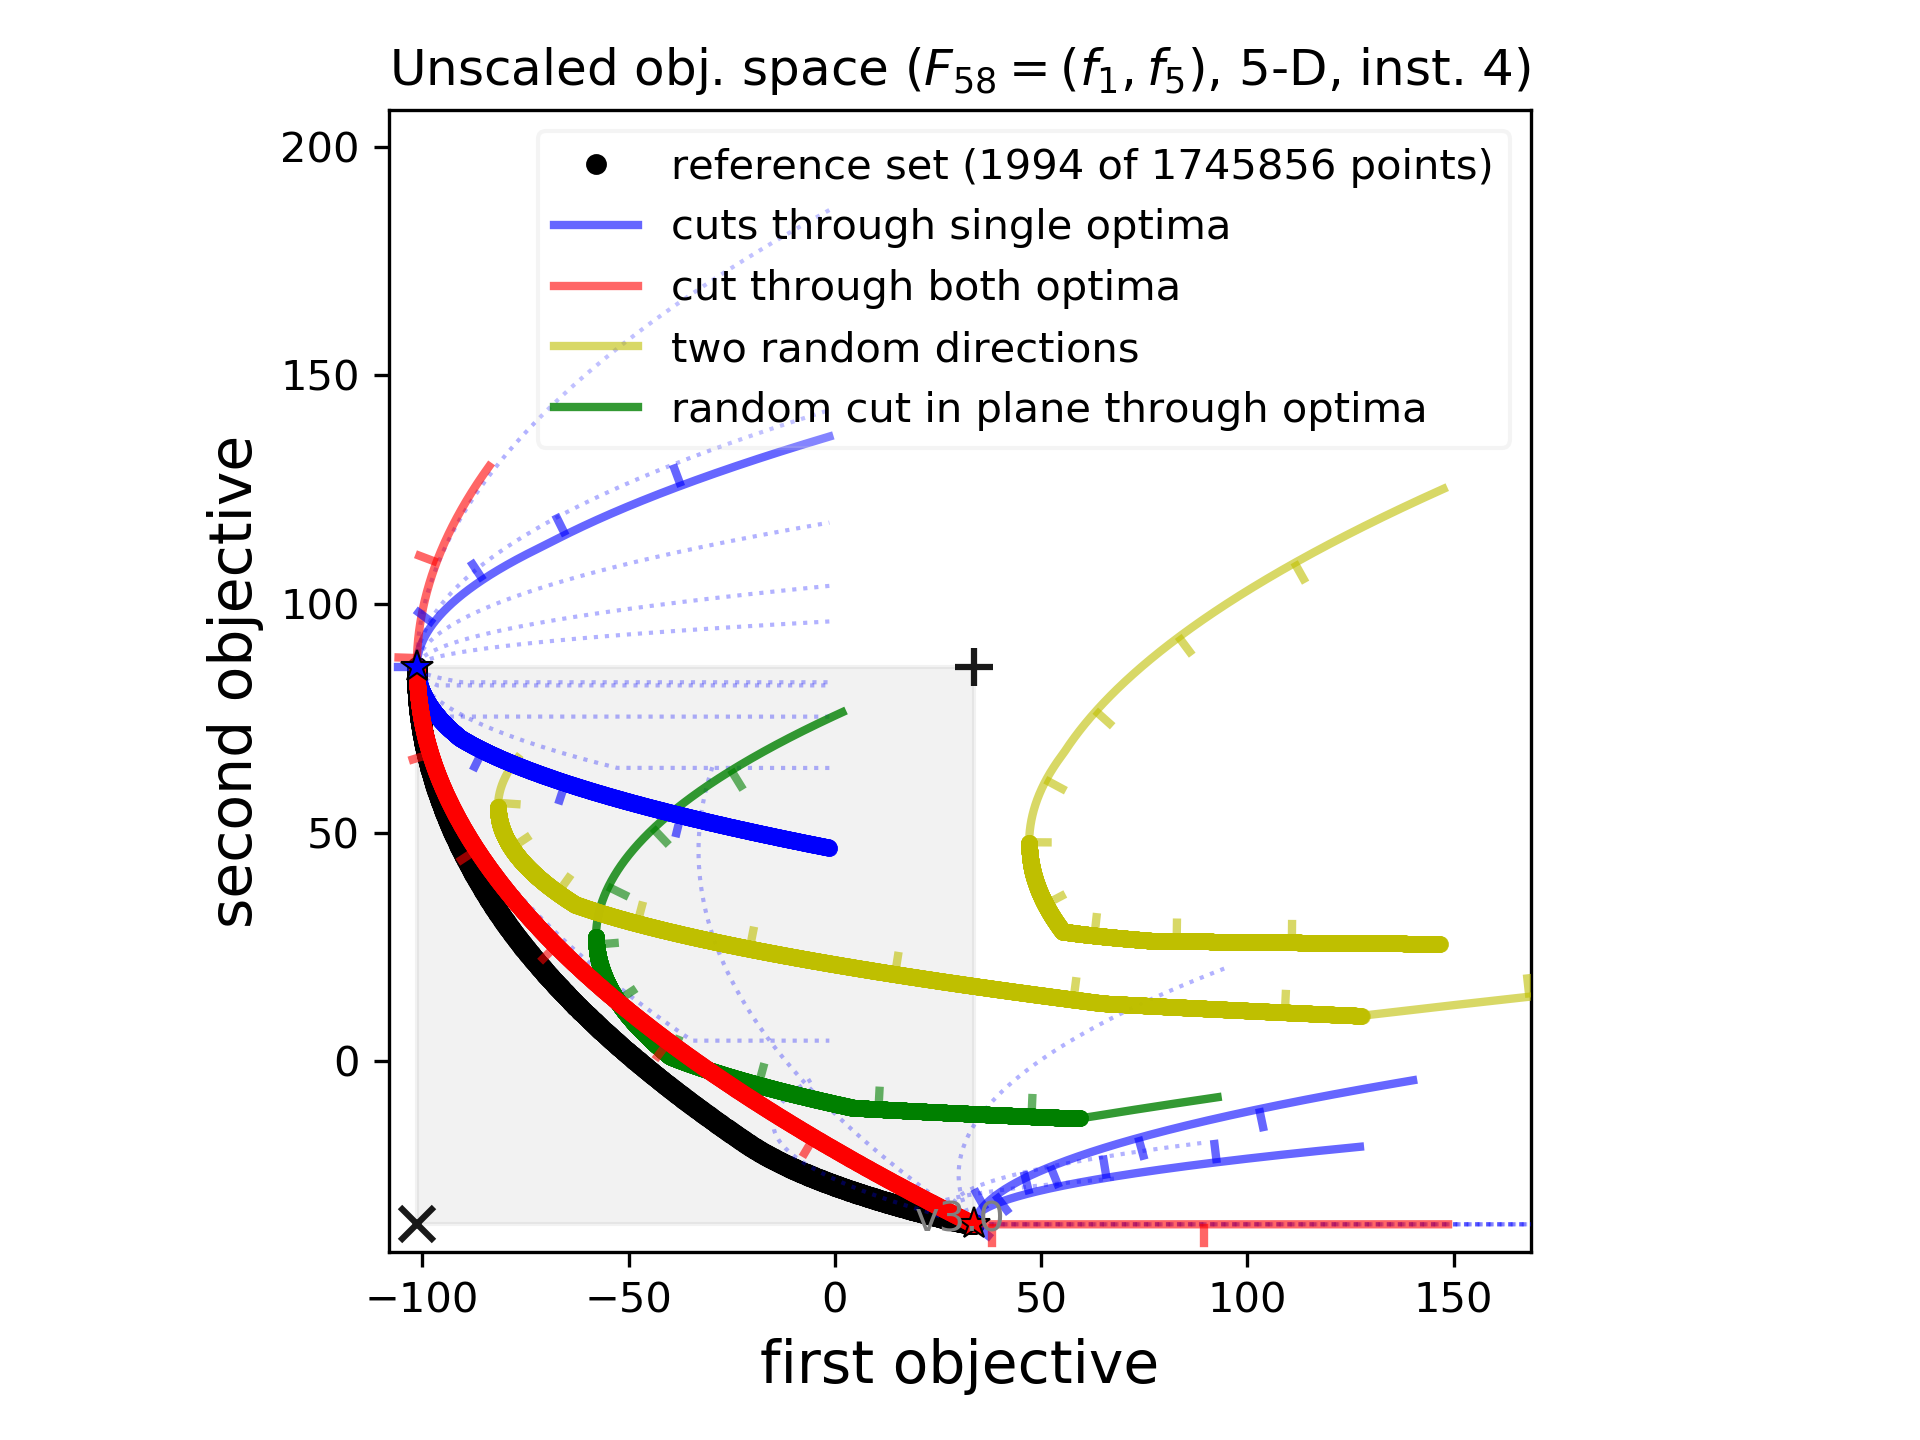 Unscaled obj. space (F₅₈ = (f₁, f₅), 5-D, inst. 4)
reference set (1994 of 1745856 points)
cuts through single optima
cut through both optima
two random directions
random cut in plane through optima
second objective
200
150
100
50
0
v3.0
−100
−50
0
50
100
150
first objective